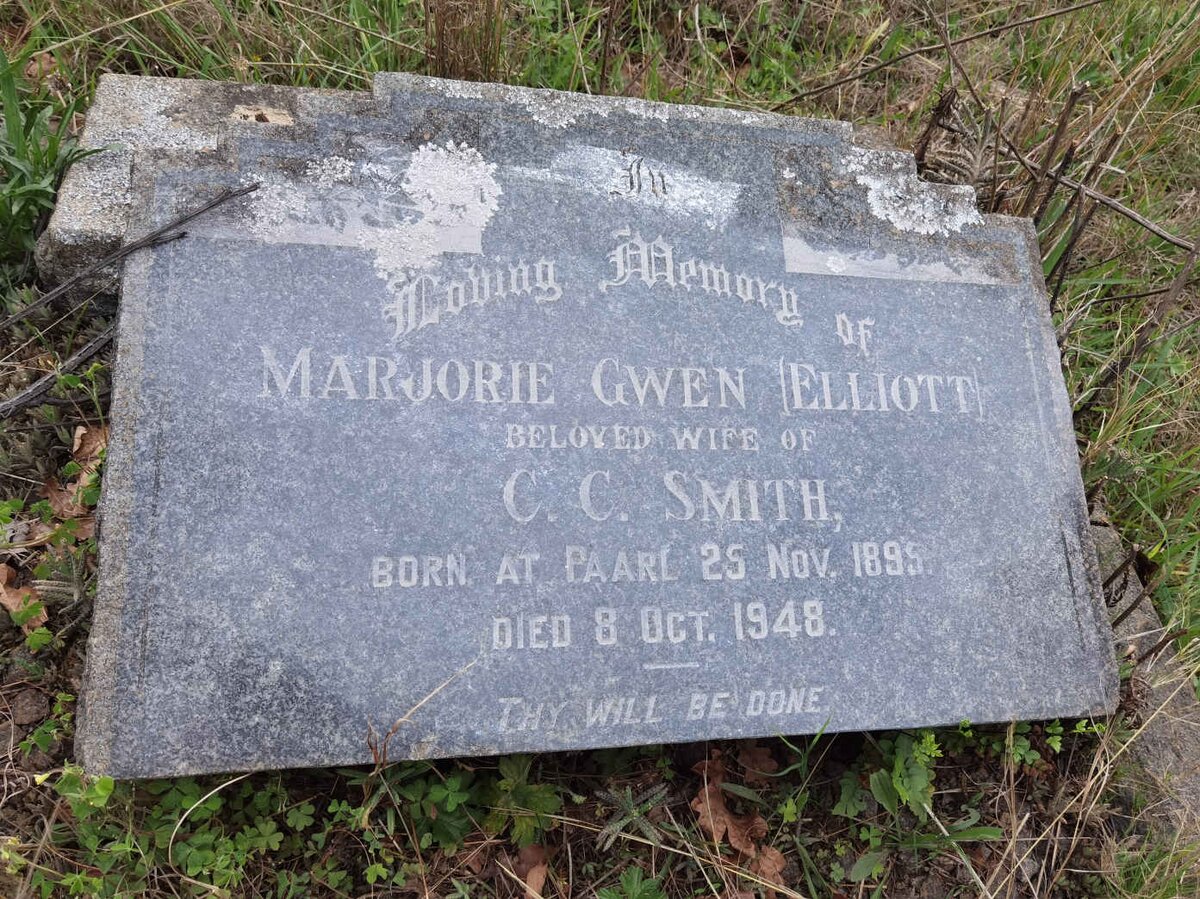 In
Loving Memory of
MARJORIE GWEN (ELLIOTT)
BELOVED WIFE OF
C. C. SMITH,
BORN AT PAARL 25 NOV. 1895.
DIED 8 OCT. 1948.
THY WILL BE DONE